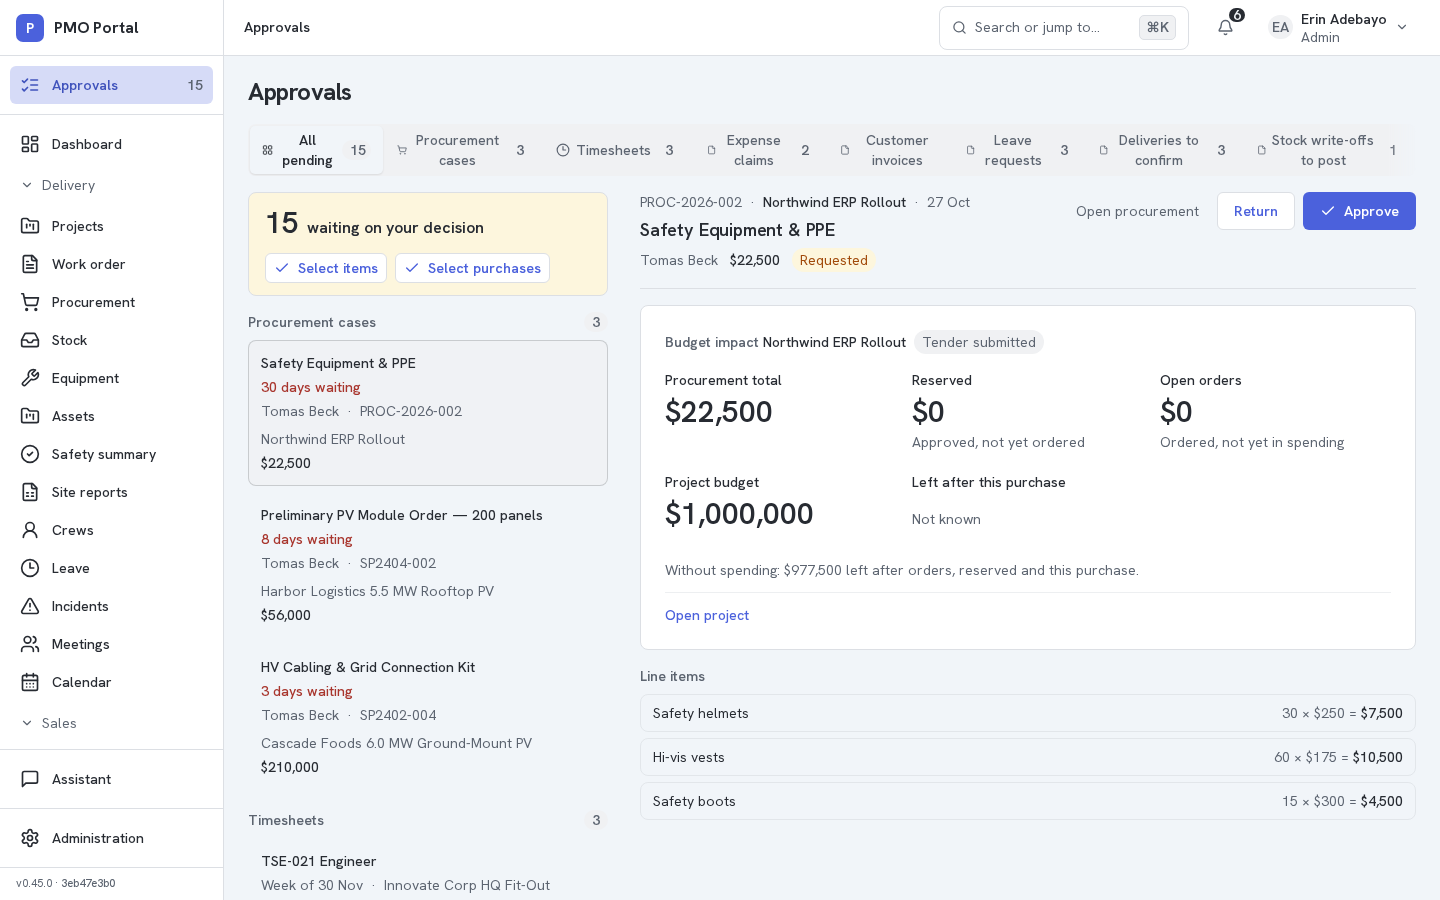 P PMO Portal
Approvals
Search or jump to...
⌘K
6
EA
Erin Adebayo
Admin
Approvals 15
Dashboard
Delivery
Projects
Work order
Procurement
Stock
Equipment
Assets
Safety summary
Site reports
Crews
Leave
Incidents
Meetings
Calendar
Sales
Assistant
Administration
v0.45.0 · 3eb47e3b0
Approvals
All pending 15
Procurement cases 3
Timesheets 3
Expense claims 2
Customer invoices
Leave requests 3
Deliveries to confirm 3
Stock write-offs to post 1
15 waiting on your decision
Select items
Select purchases
Procurement cases 3
Safety Equipment & PPE
30 days waiting
Tomas Beck · PROC-2026-002
Northwind ERP Rollout
$22,500
Preliminary PV Module Order — 200 panels
8 days waiting
Tomas Beck · SP2404-002
Harbor Logistics 5.5 MW Rooftop PV
$56,000
HV Cabling & Grid Connection Kit
3 days waiting
Tomas Beck · SP2402-004
Cascade Foods 6.0 MW Ground-Mount PV
$210,000
Timesheets 3
TSE-021 Engineer
Week of 30 Nov · Innovate Corp HQ Fit-Out
PROC-2026-002 · Northwind ERP Rollout · 27 Oct
Safety Equipment & PPE
Tomas Beck $22,500 Requested
Open procurement
Return
Approve
Budget impact Northwind ERP Rollout Tender submitted
Procurement total
$22,500
Reserved
$0
Approved, not yet ordered
Open orders
$0
Ordered, not yet in spending
Project budget
$1,000,000
Left after this purchase
Not known
Without spending: $977,500 left after orders, reserved and this purchase.
Open project
Line items
Safety helmets 30 × $250 = $7,500
Hi-vis vests 60 × $175 = $10,500
Safety boots 15 × $300 = $4,500